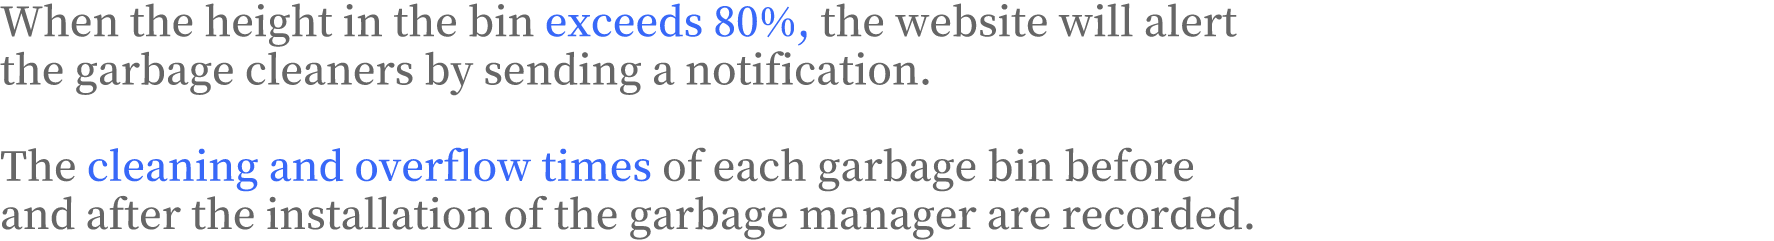 When the height in the bin exceeds 80%, the website will alert
the garbage cleaners by sending a notification.
The cleaning and overflow times of each garbage bin before
and after the installation of the garbage manager are recorded.